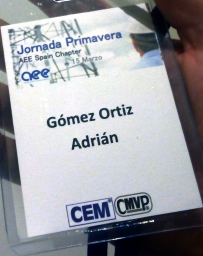 Jornada Primavera
AEE Spain Chapter
15 Marzo
aee
Gómez Ortiz
Adrián
CEM CMVP